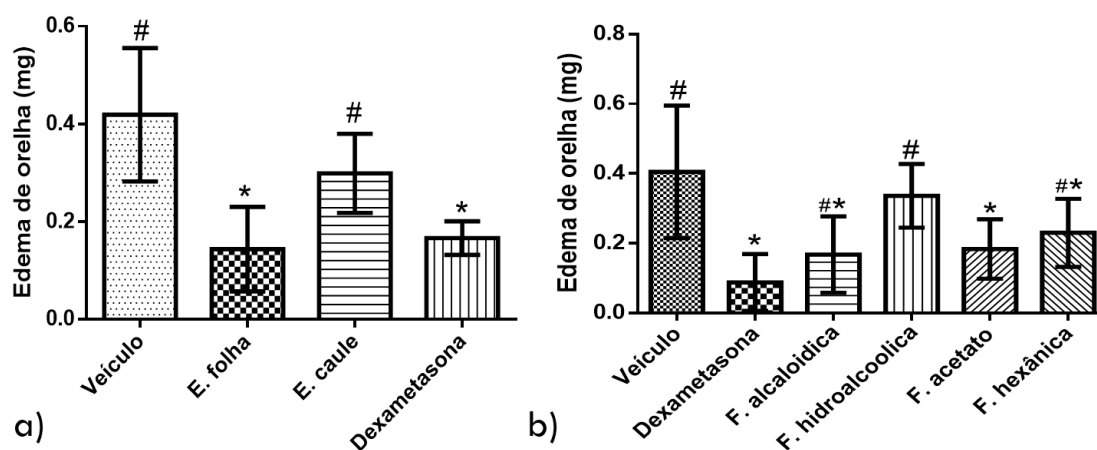 Edema de orelha (mg)
0.6
0.4
0.2
0.0
#
*
#
*
Veículo
E. folha
E. caule
Dexametasona
a)
Edema de orelha (mg)
0.8
0.6
0.4
0.2
0.0
#
*
#*
#
*
#*
Veículo
Dexametasona
F. alcaloidica
F. hidroalcoolica
F. acetato
F. hexânica
b)